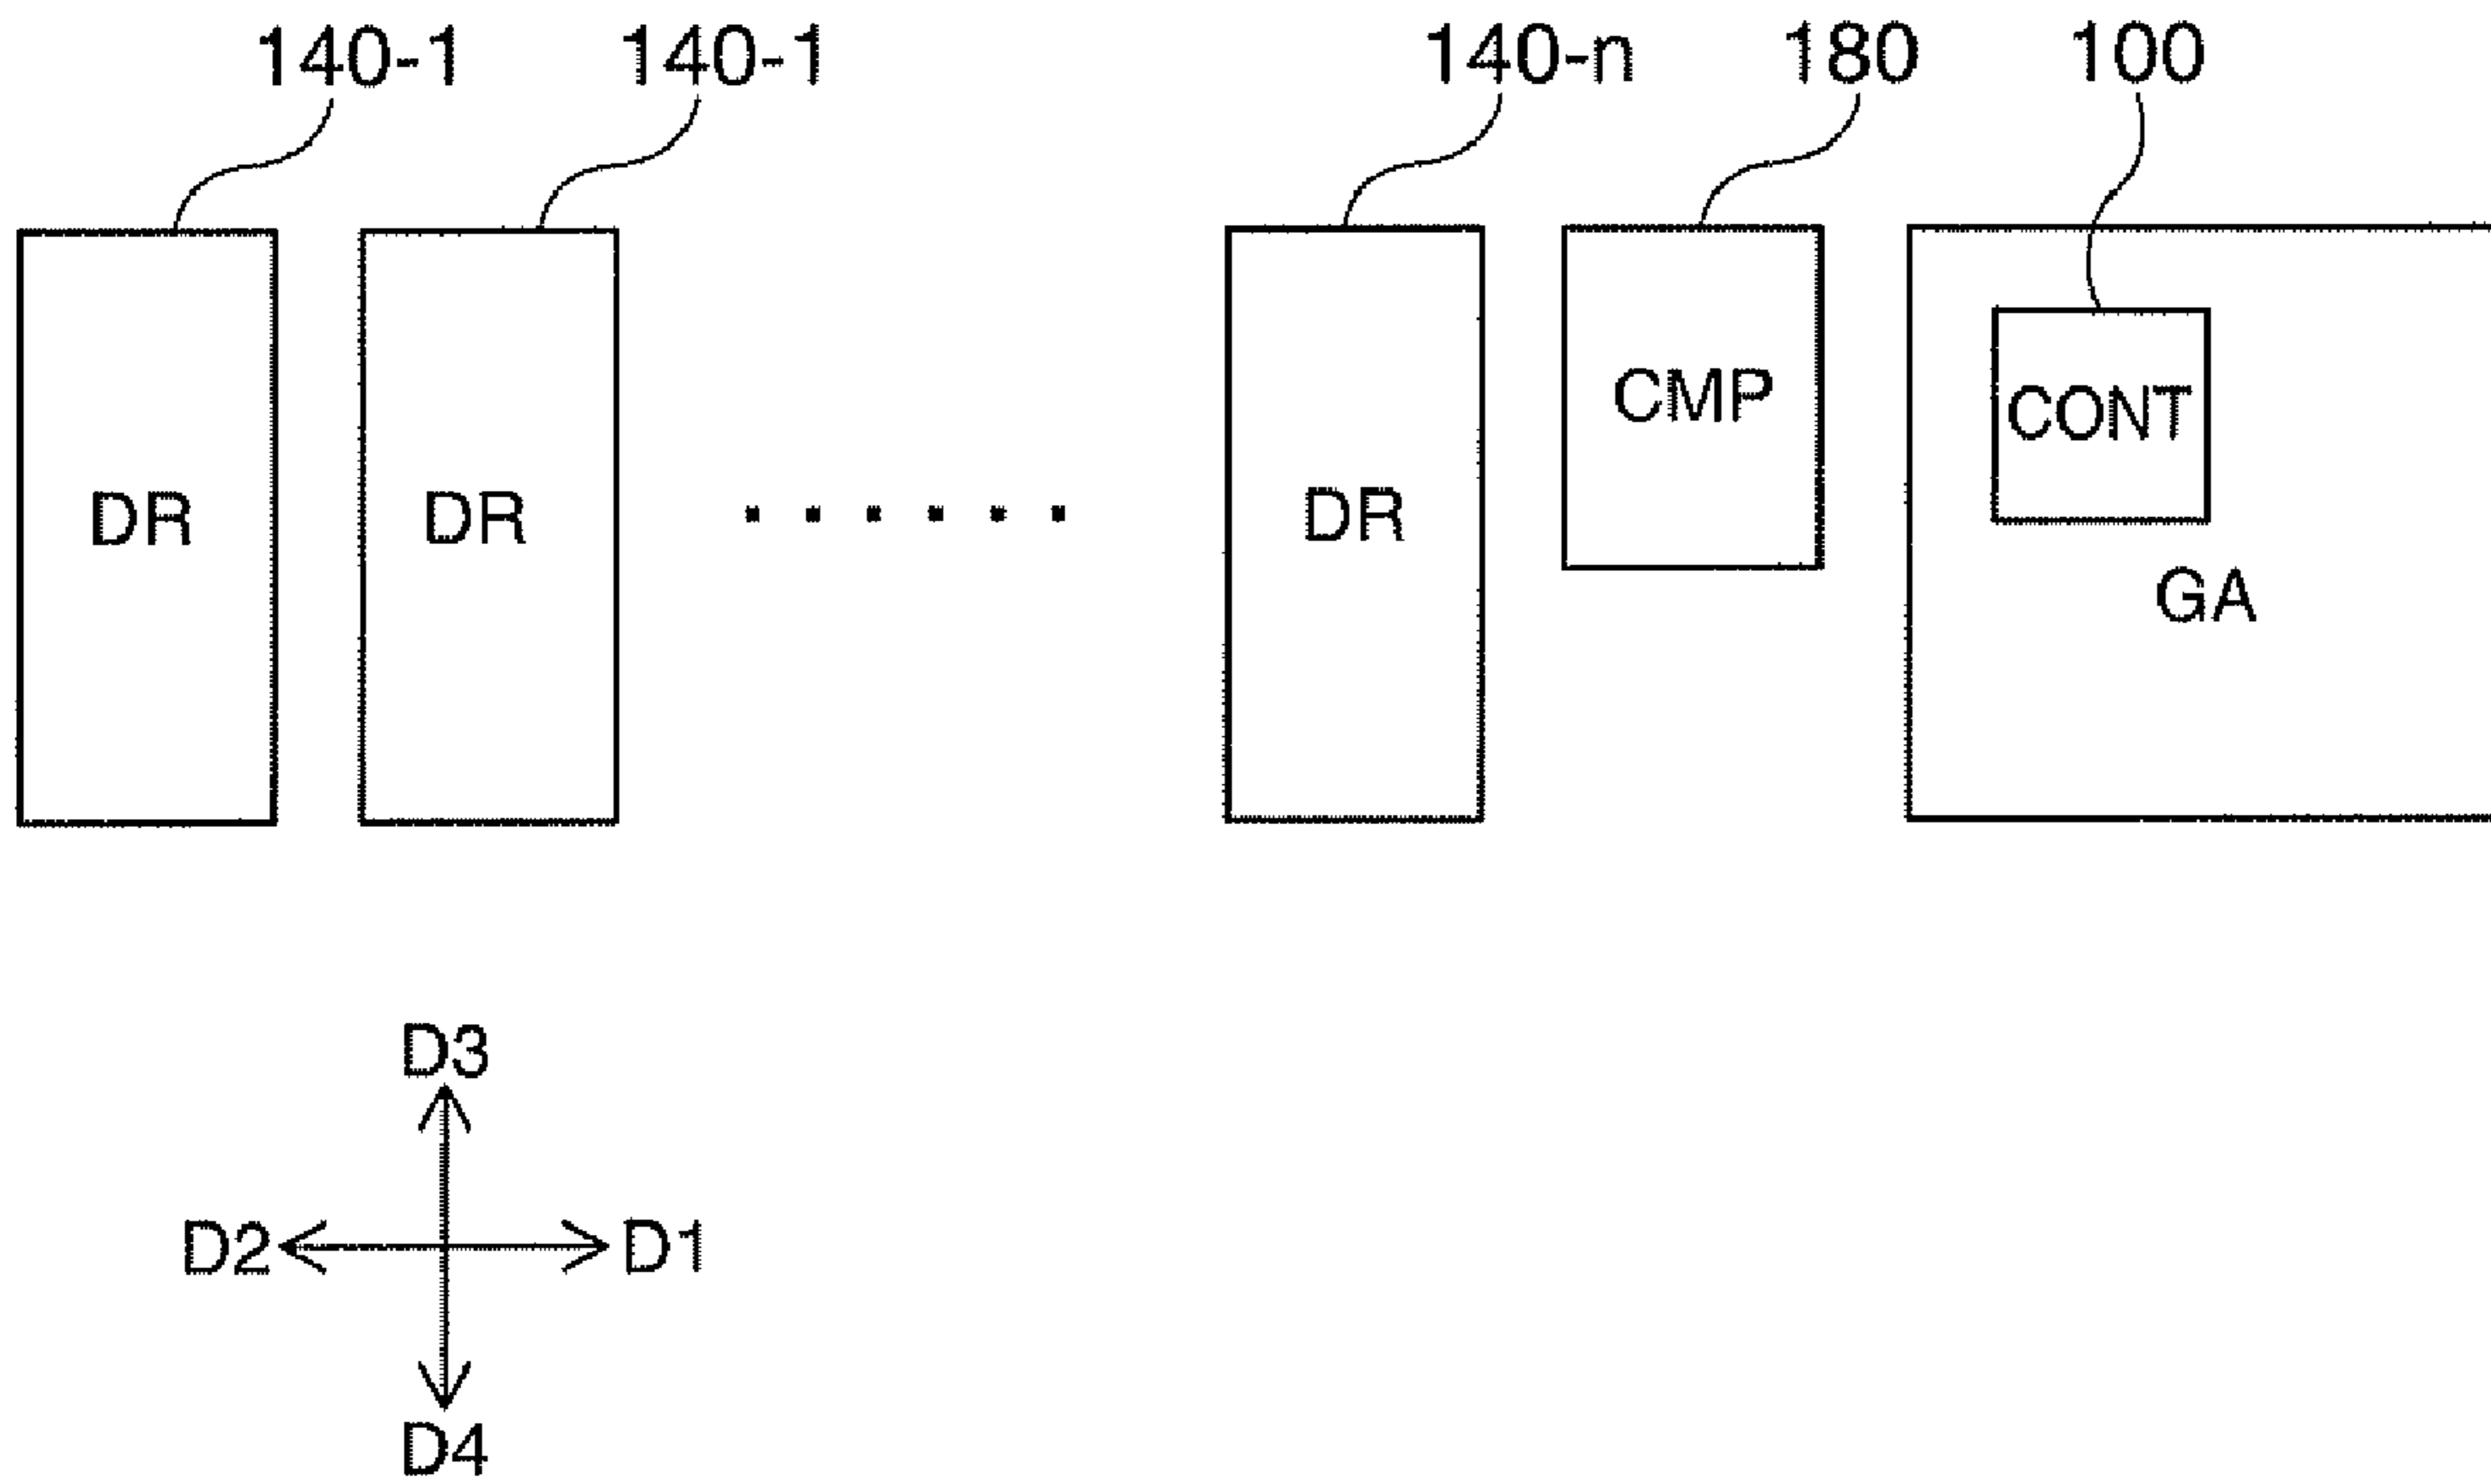 140-1 140-1 140-n 180 100
DR DR ...... DR CMP CONT
GA
D3
D2 D1
D4